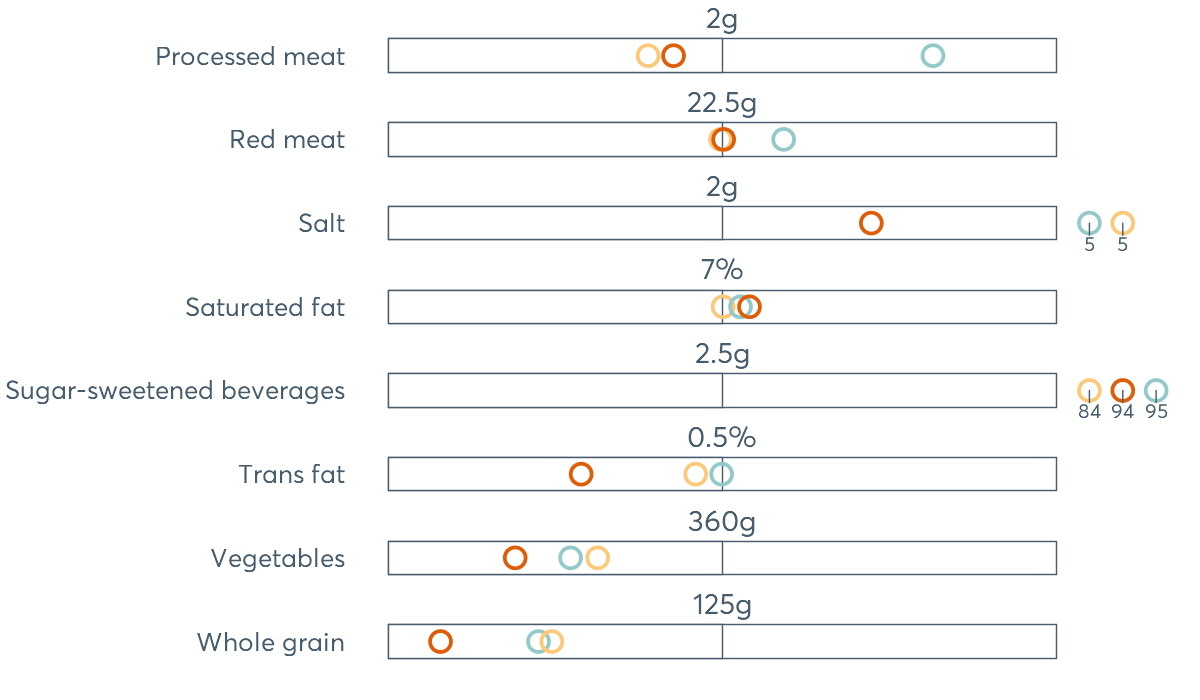 2g
Processed meat
22.5g
Red meat
2g
Salt
5 5
7%
Saturated fat
2.5g
Sugar-sweetened beverages
84 94 95
0.5%
Trans fat
360g
Vegetables
125g
Whole grain